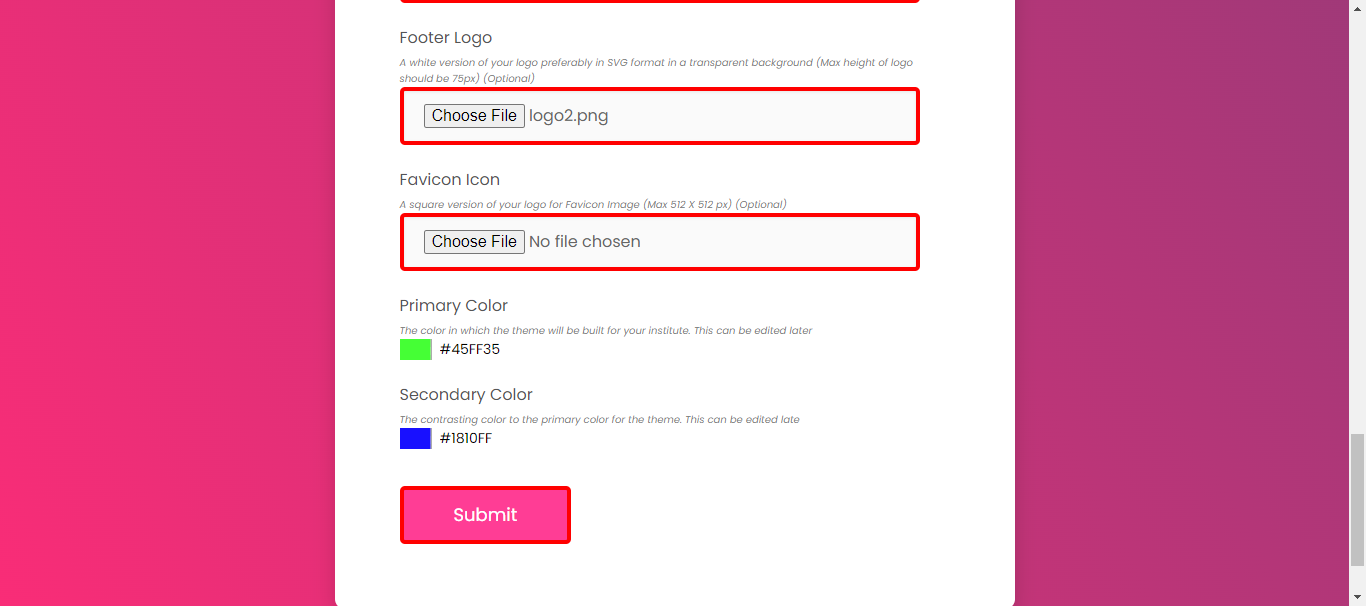 Footer Logo
A white version of your logo preferably in SVG format in a transparent background (Max height of logo
should be 75px) (Optional)
Choose File logo2.png
Favicon Icon
A square version of your logo for Favicon Image (Max 512 X 512 px) (Optional)
Choose File No file chosen
Primary Color
The color in which the theme will be built for your institute. This can be edited later
#45FF35
Secondary Color
The contrasting color to the primary color for the theme. This can be edited late
#1810FF
Submit